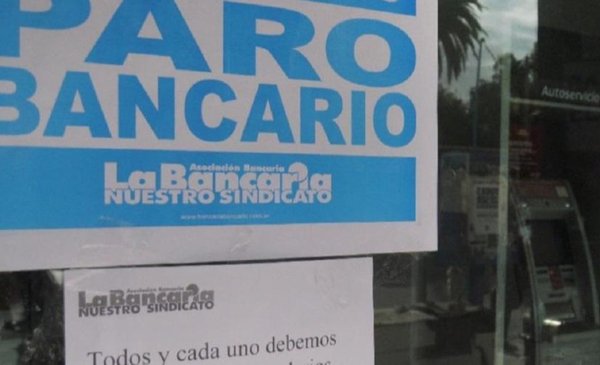 PARO
BANCARIO
Asociación Bancaria
La Bancaria
NUESTRO SINDICATO
Autoservicio
Asociación Bancaria
La Bancaria
NUESTRO SINDICATO
Todos y cada uno debemos